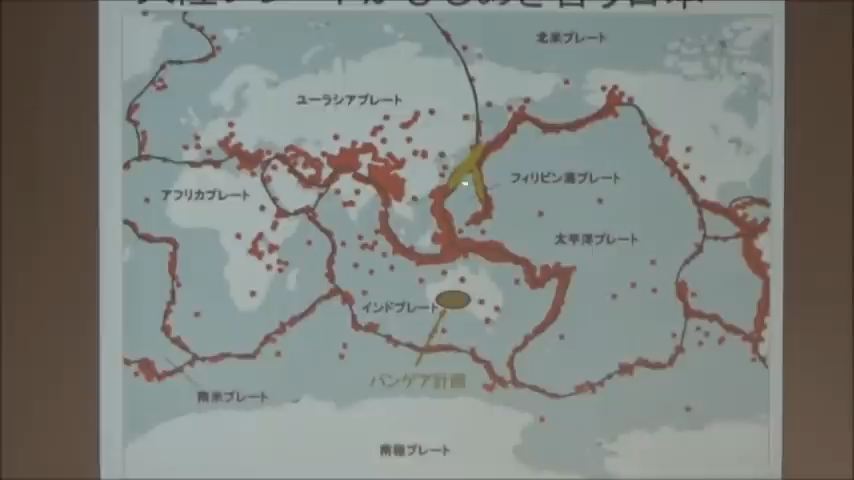 北米プレート
ユーラシアプレート
フィリピン海プレート
アフリカプレート
太平洋プレート
インドプレート
パンゲア計画
南米プレート
南極プレート